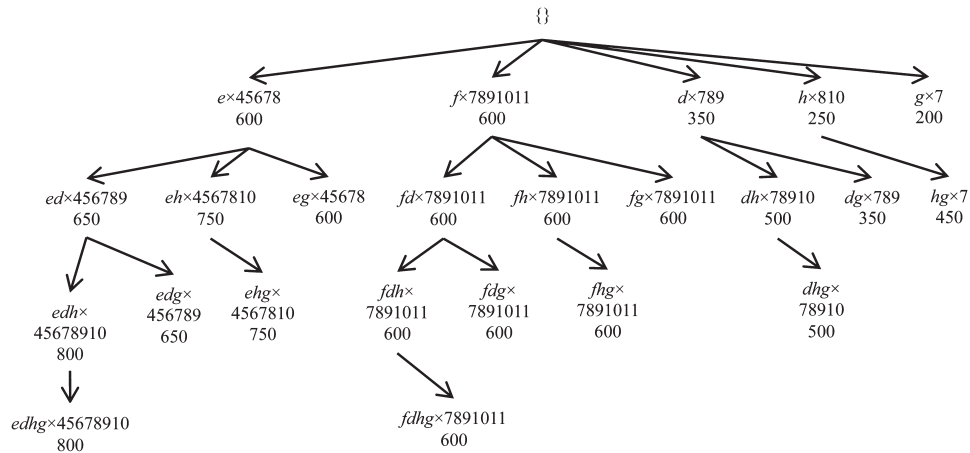 {}
e×45678
600
f×7891011
600
d×789
350
h×810
250
g×7
200
ed×456789
650
eh×4567810
750
eg×45678
600
fd×7891011
600
fh×7891011
600
fg×7891011
600
dh×78910
500
dg×789
350
hg×7
450
edh×
45678910
800
edg×
456789
650
ehg×
4567810
750
fdh×
7891011
600
fdg×
7891011
600
fhg×
7891011
600
dhg×
78910
500
edhg×45678910
800
fdhg×7891011
600